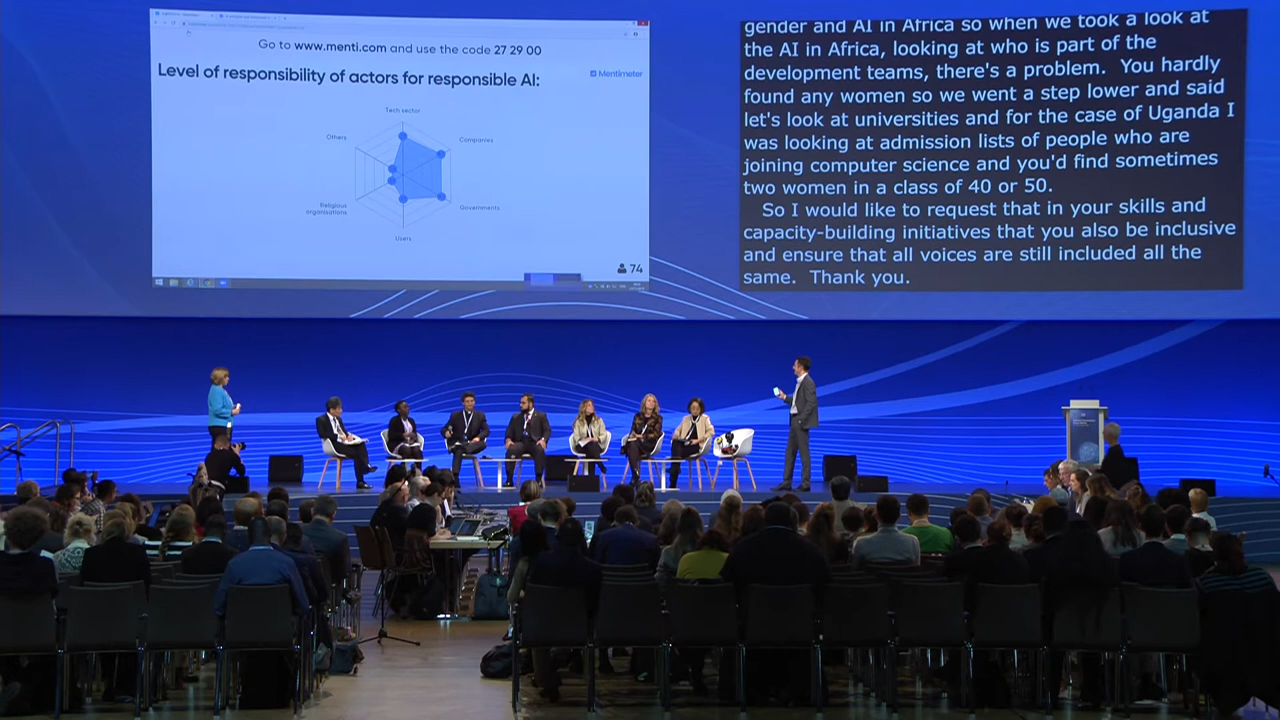 Go to www.menti.com and use the code 27 29 00
Level of responsibility of actors for responsible AI:
Mentimeter
Tech sector
Others
Companies
Religious
organisations
Governments
Users
74
gender and AI in Africa so when we took a look at
the AI in Africa, looking at who is part of the
development teams, there's a problem.  You hardly
found any women so we went a step lower and said
let's look at universities and for the case of Uganda I
was looking at admission lists of people who are
joining computer science and you'd find sometimes
two women in a class of 40 or 50.
So I would like to request that in your skills and
capacity-building initiatives that you also be inclusive
and ensure that all voices are still included all the
same.  Thank you.